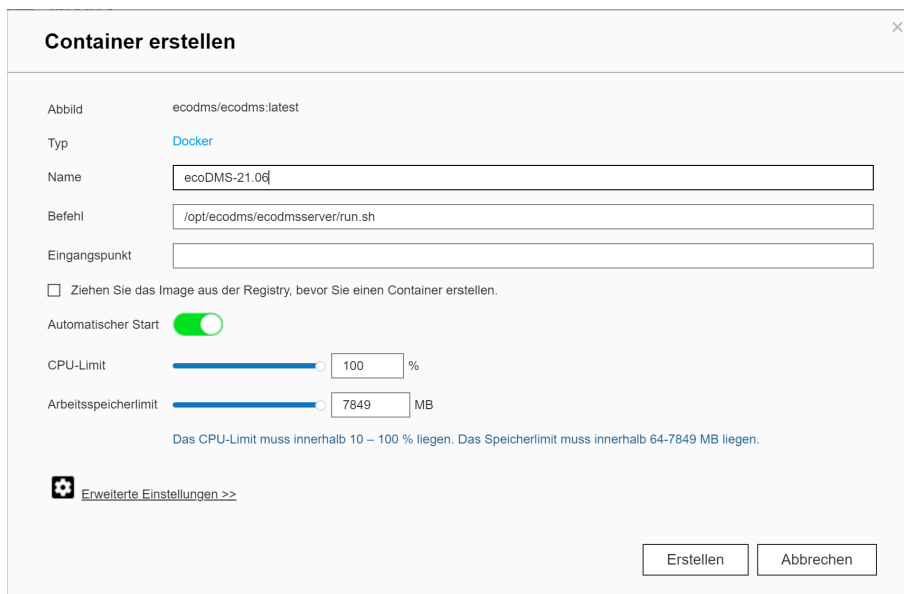 Container erstellen
×
Abbild ecodms/ecodms:latest
Typ Docker
Name ecoDMS-21.06
Befehl /opt/ecodms/ecodmsserver/run.sh
Eingangspunkt
Ziehen Sie das Image aus der Registry, bevor Sie einen Container erstellen.
Automatischer Start
CPU-Limit 100 %
Arbeitsspeicherlimit 7849 MB
Das CPU-Limit muss innerhalb 10 – 100 % liegen. Das Speicherlimit muss innerhalb 64-7849 MB liegen.
Erweiterte Einstellungen >>
Erstellen Abbrechen